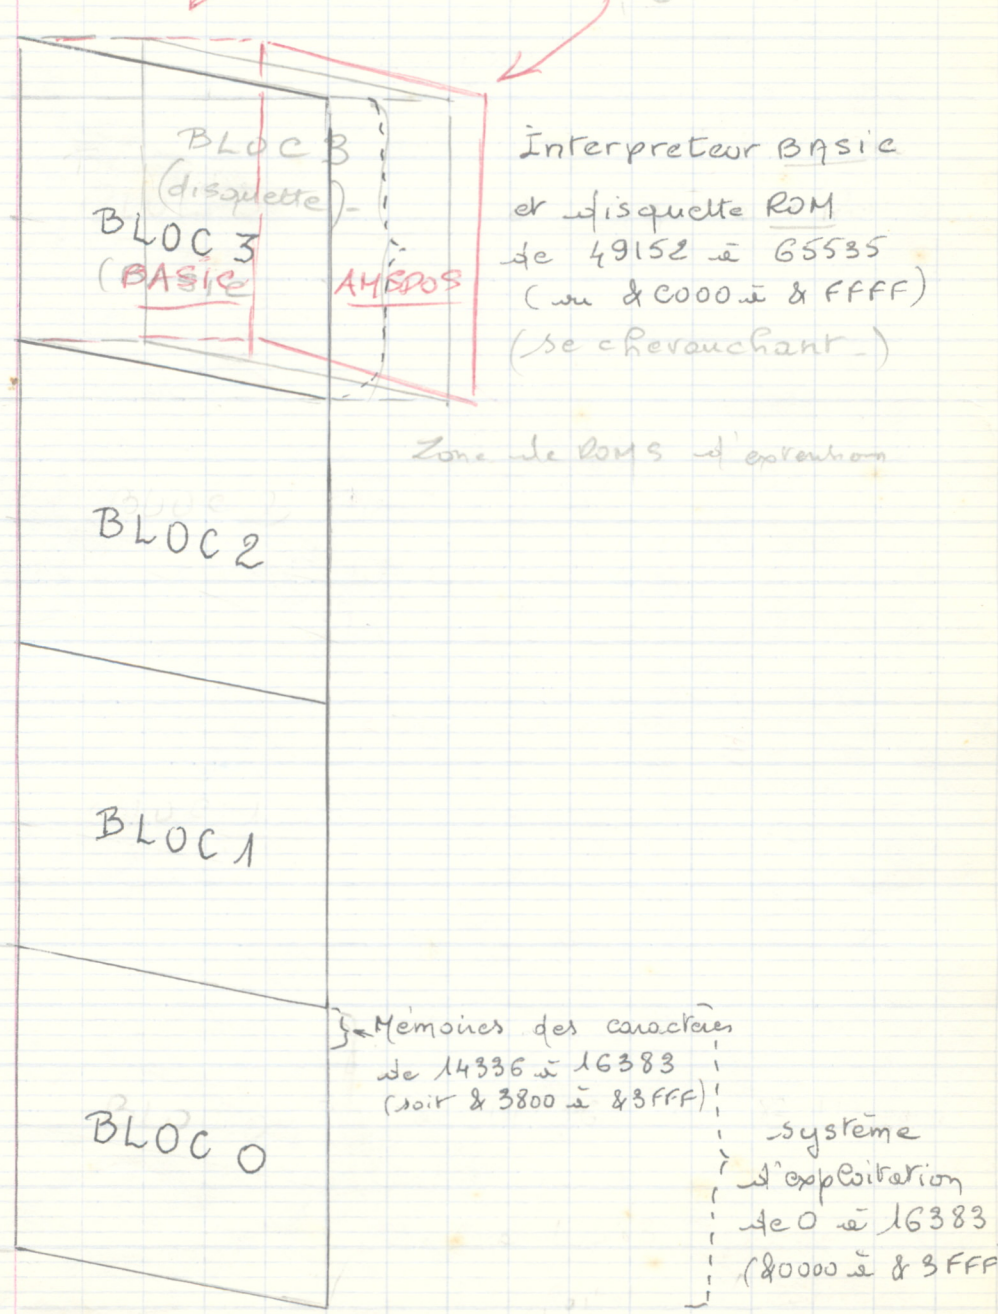 BLOC 3
(disquette)
BLOC 3
(BASIC
AMSDOS
Interpreteur BASIC
et disquette ROM
de 49152 à 65535
(ou & C000 à & FFFF)
(se chevauchant)
Zone de ROMS d'extension
BLOC 2
BLOC 1
Mémoires des caractères
de 14336 à 16383
(soit & 3800 à &3FFF)
BLOC 0
système
d'exploitation
de 0 à 16383
(&0000 à & 3FFF